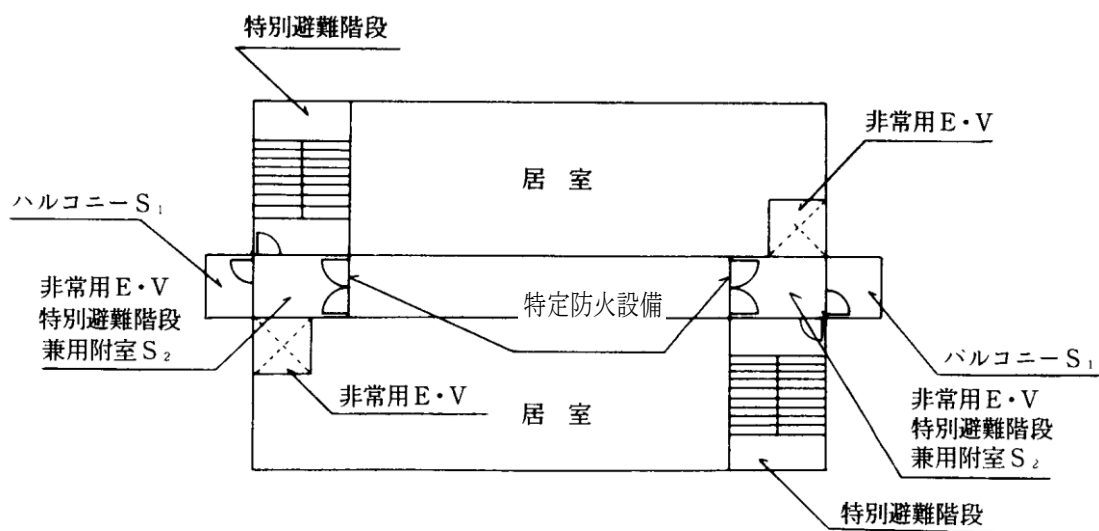 特別避難階段
非常用E・V
居 室
ハルコニーS₁
非常用E・V
特別避難階段
兼用附室S₂
特定防火設備
バルコニーS₁
非常用E・V
居 室
非常用E・V
特別避難階段
兼用附室S₂
特別避難階段